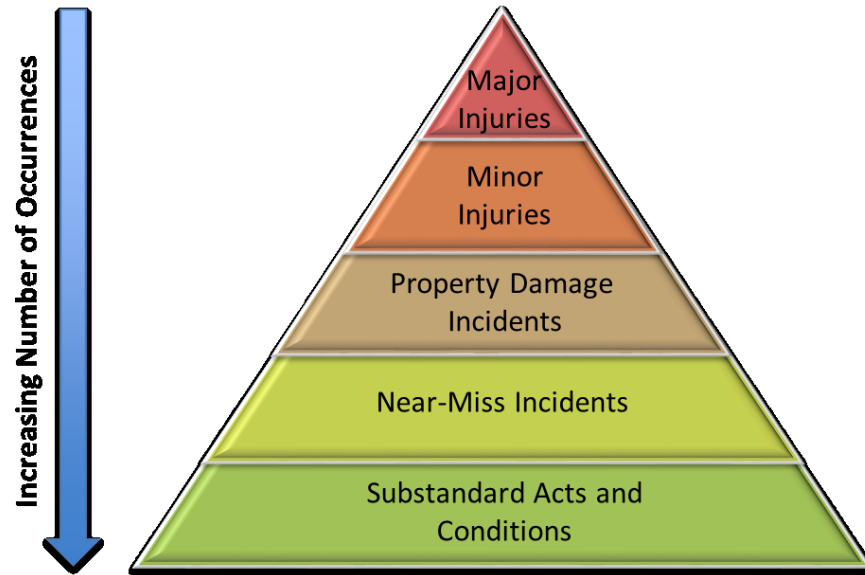 Increasing Number of Occurrences
Major
Injuries
Minor
Injuries
Property Damage
Incidents
Near-Miss Incidents
Substandard Acts and
Conditions